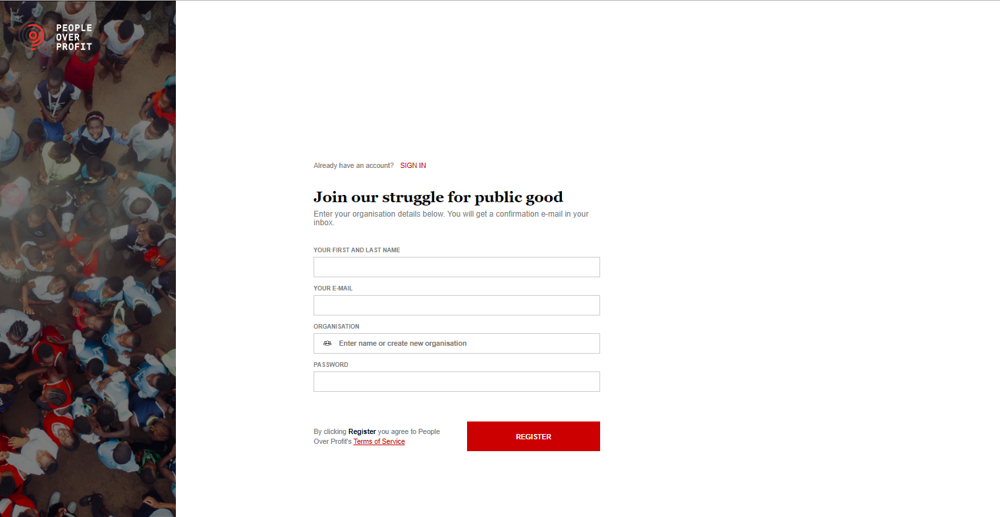 PEOPLE
OVER
PROFIT
Already have an account? SIGN IN
Join our struggle for public good
Enter your organisation details below. You will get a confirmation e-mail in your
inbox.
YOUR FIRST AND LAST NAME
YOUR E-MAIL
ORGANISATION
Enter name or create new organisation
PASSWORD
By clicking Register you agree to People
Over Profit's Terms of Service
REGISTER